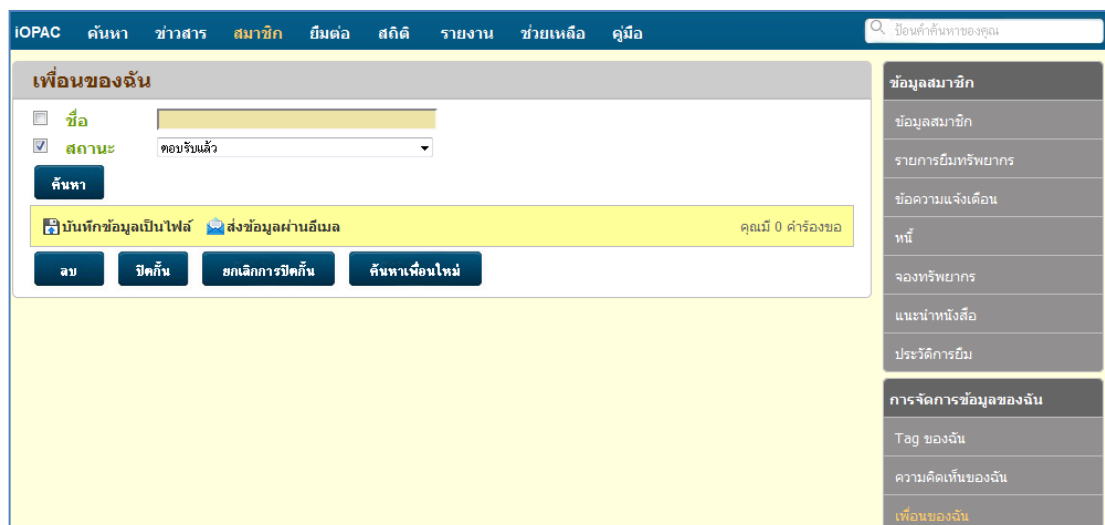 iOPAC ค้นหา ข่าวสาร สมาชิก ยืมต่อ สถิติ รายงาน ช่วยเหลือ คู่มือ ป้อนคำค้นหาของคุณ
เพื่อนของฉัน
ชื่อ
สถานะ ตอบรับแล้ว
ค้นหา
บันทึกข้อมูลเป็นไฟล์ ส่งข้อมูลผ่านอีเมล คุณมี 0 คำร้องขอ
ลบ ปิดกั้น ยกเลิกการปิดกั้น ค้นหาเพื่อนใหม่
ข้อมูลสมาชิก
ข้อมูลสมาชิก
รายการยืมทรัพยากร
ข้อความแจ้งเตือน
หนี้
จองทรัพยากร
แนะนำหนังสือ
ประวัติการยืม
การจัดการข้อมูลของฉัน
Tag ของฉัน
ความคิดเห็นของฉัน
เพื่อนของฉัน